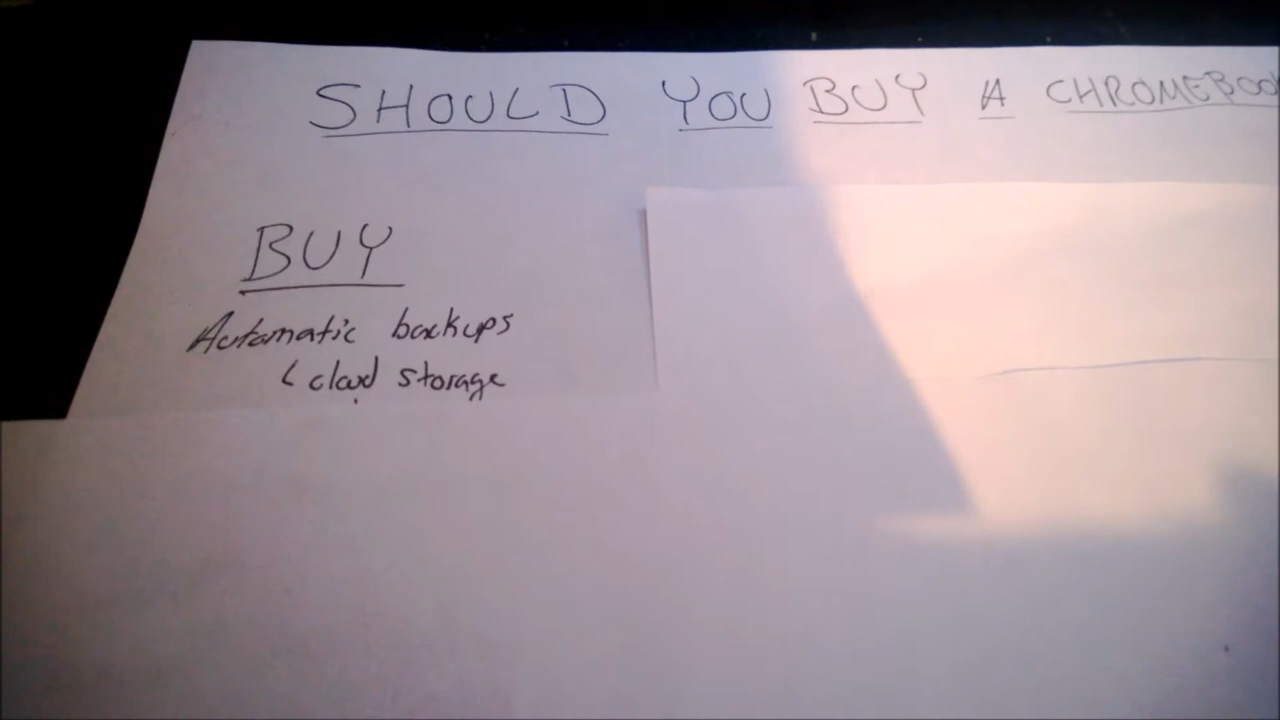 SHOULD YOU BUY A CHROMEBOO
BUY
Automatic backups
( cloud storage